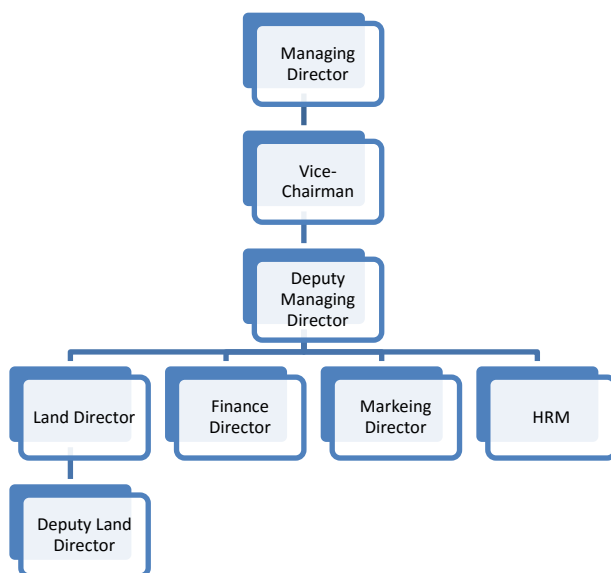 Managing
Director
Vice-
Chairman
Deputy
Managing
Director
Land Director
Finance
Director
Markeing
Director
HRM
Deputy Land
Director